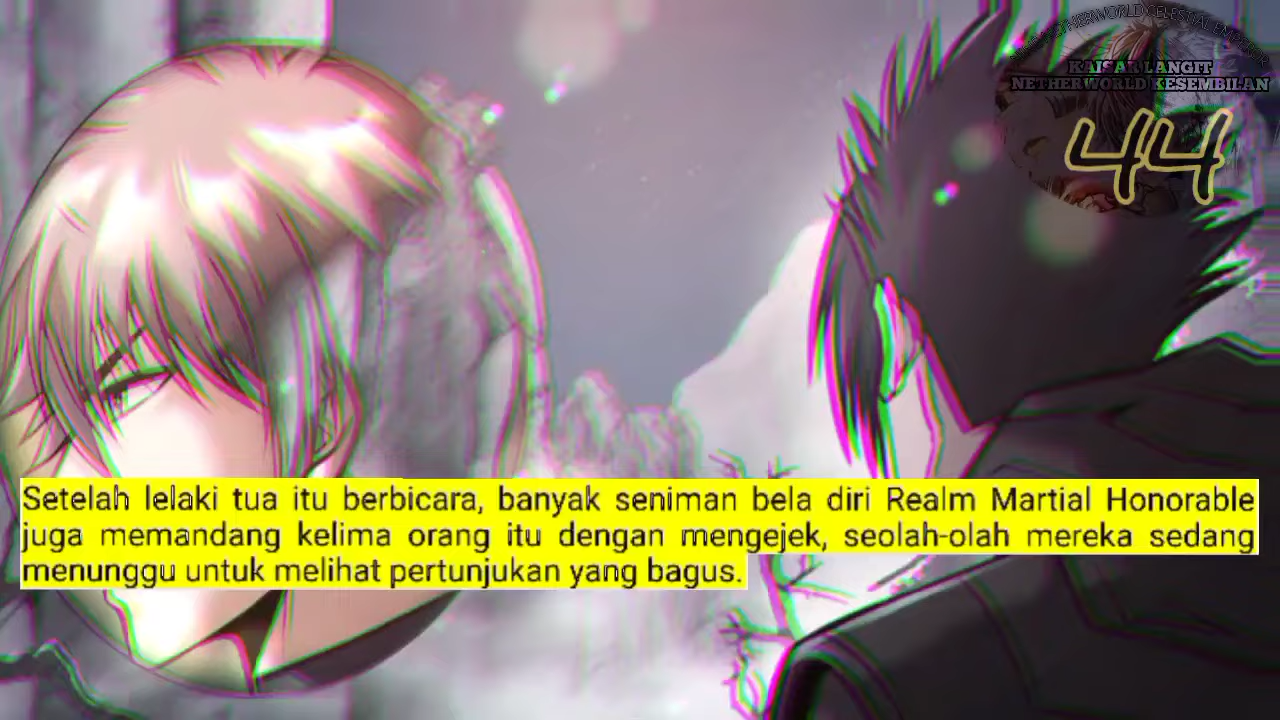 KAISAR LANGIT
NETHERWORLD KESEMBILAN
44
Setelah lelaki tua itu berbicara, banyak seniman bela diri Realm Martial Honorable
juga memandang kelima orang itu dengan mengejek, seolah-olah mereka sedang
menunggu untuk melihat pertunjukan yang bagus.